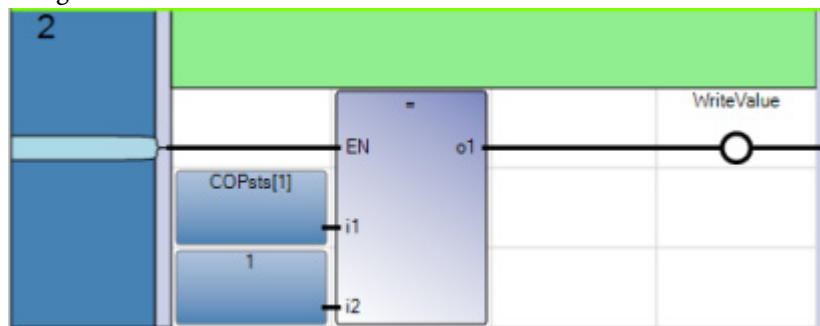 2
=
WriteValue
EN
o1
COPsts[1]
i1
1
i2